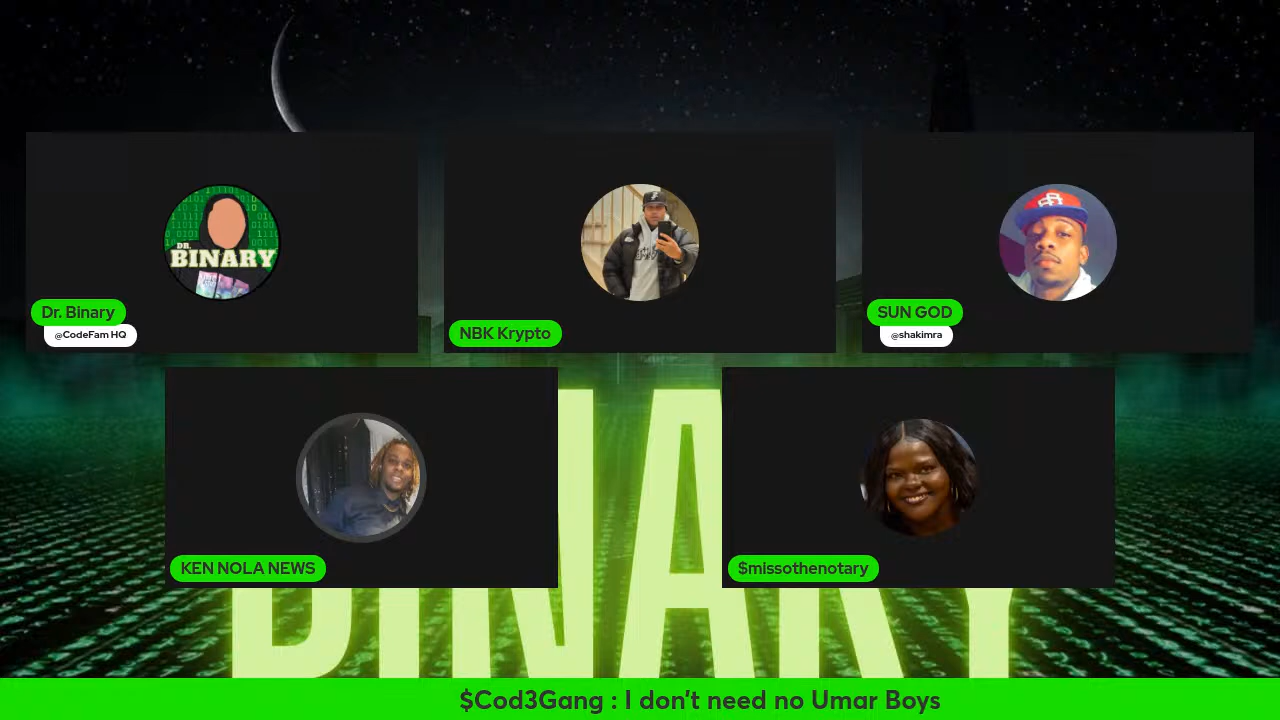 DR.
BINARY
Dr. Binary
@CodeFam HQ
NBK Krypto
SUN GOD
@shakimra
KEN NOLA NEWS
$missothenotary
BINARY
$Cod3Gang : I don't need no Umar Boys